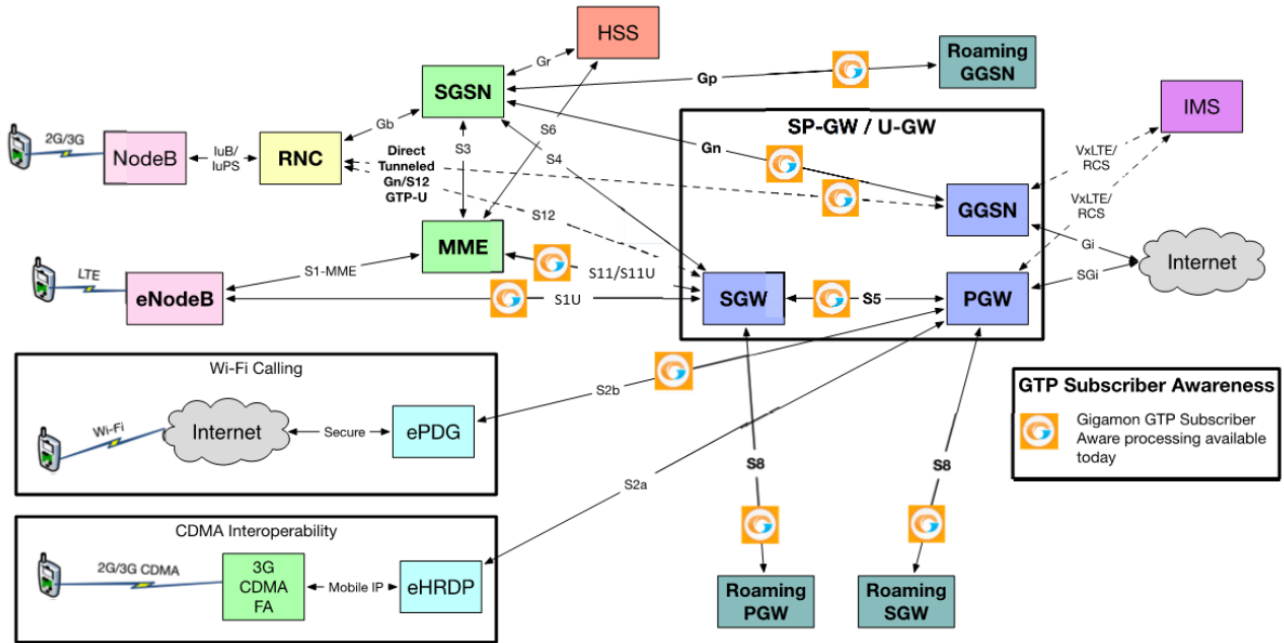 HSS
Roaming
GGSN
Gr
Gp
SGSN
IMS
SP-GW / U-GW
2G/3G
NodeB
IuB/
IuPS
RNC
Gb
Direct
Tunneled
Gn/S12
GTP-U
S3
S6
S4
Gn
VxLTE/
RCS
VxLTE/
RCS
GGSN
S12
MME
Gi
Internet
SGi
LTE
eNodeB
S1-MME
S11/S11U
S1U
SGW
S5
PGW
Wi-Fi Calling
Wi-Fi
Internet
Secure
ePDG
S2b
GTP Subscriber Awareness
Gigamon GTP Subscriber
Aware processing available
today
S8
S8
S2a
CDMA Interoperability
2G/3G CDMA
3G
CDMA
FA
Mobile IP
eHRDP
Roaming
PGW
Roaming
SGW